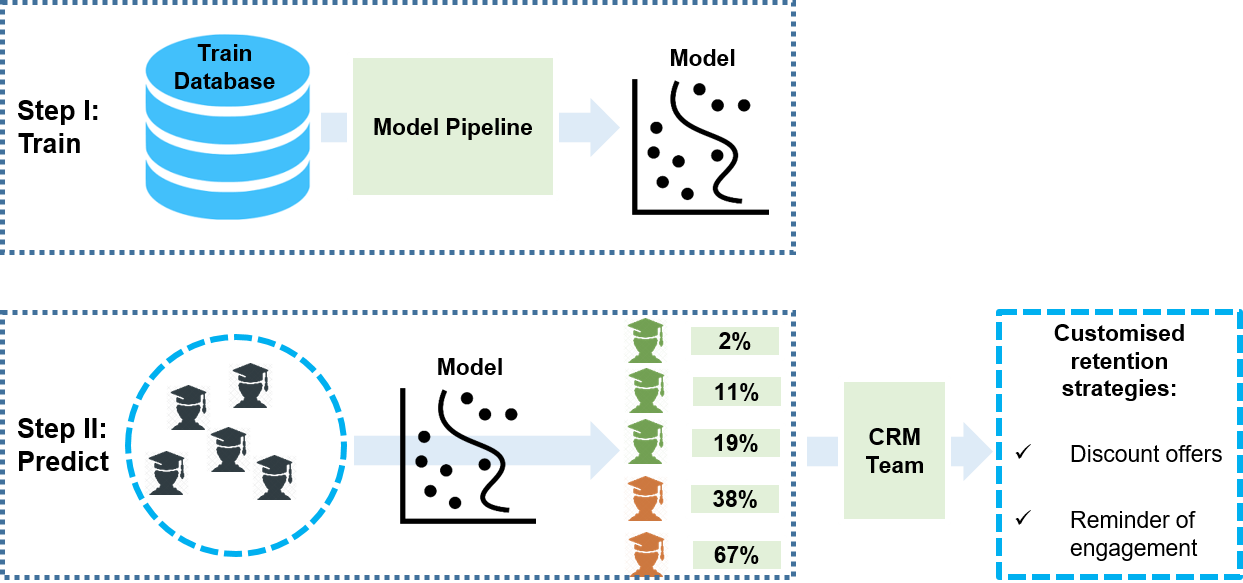 Train
Database
Step I:
Train
Model Pipeline
Model
Step II:
Predict
Model
2%
11%
19%
38%
67%
CRM
Team
Customised
retention
strategies:
✓ Discount offers
✓ Reminder of
engagement